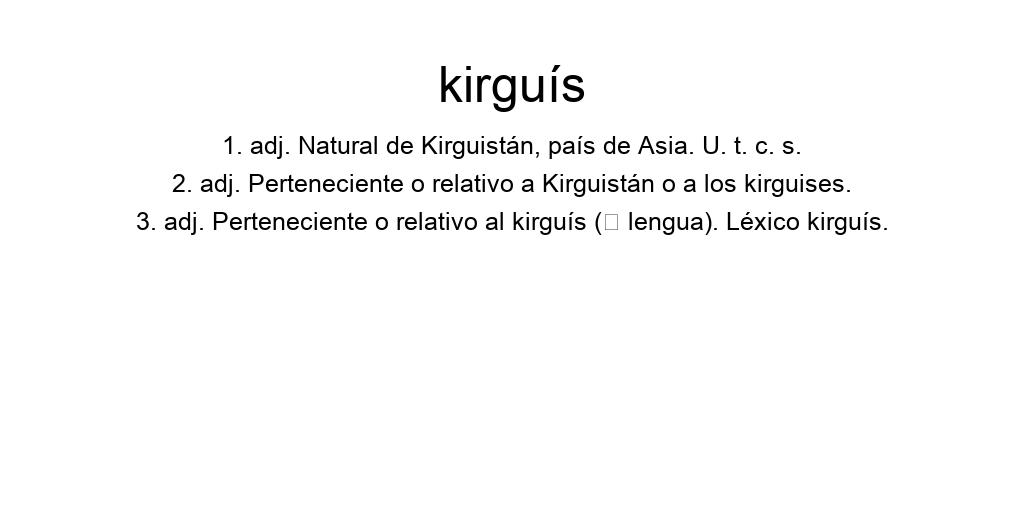 kirguís
1. adj. Natural de Kirguistán, país de Asia. U. t. c. s.
2. adj. Perteneciente o relativo a Kirguistán o a los kirguises.
3. adj. Perteneciente o relativo al kirguís (□ lengua). Léxico kirguís.